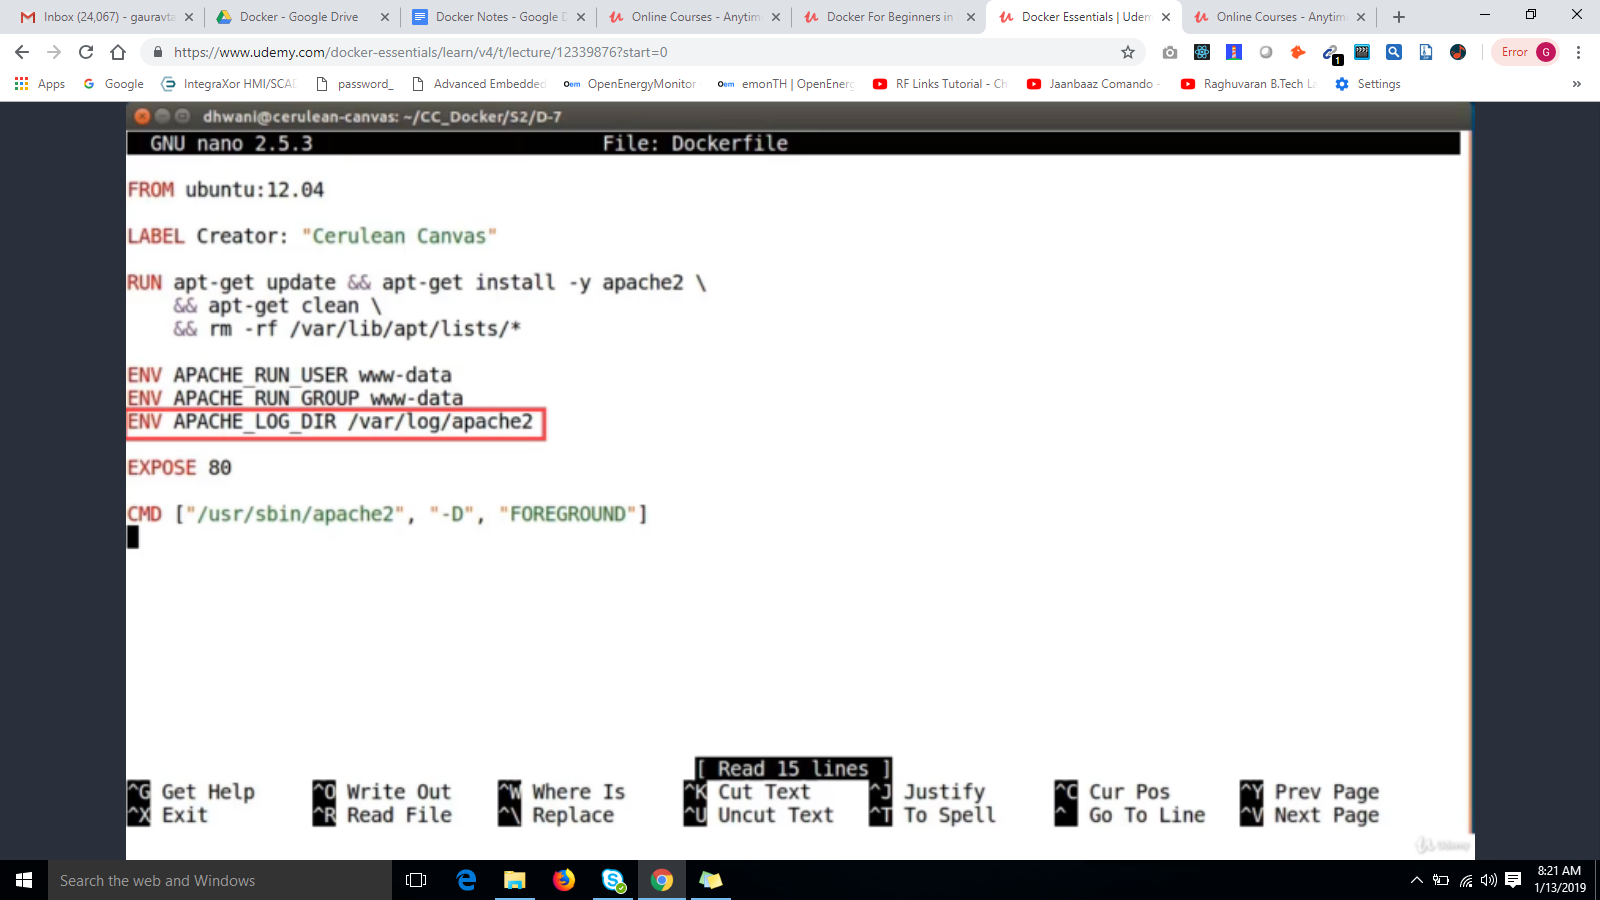 Inbox (24,067) - gauravta
Docker - Google Drive
Docker Notes - Google D
Online Courses - Anytim
Docker For Beginners in
Docker Essentials | Udem
Online Courses - Anytim
https://www.udemy.com/docker-essentials/learn/v4/t/lecture/12339876?start=0
1
Error
G
Apps
Google
IntegraXor HMI/SCAD
password_
Advanced Embedded
Oem OpenEnergyMonitor
Oem emonTH | OpenEnerg
RF Links Tutorial - Ch
Jaanbaaz Comando -
Raghuvaran B.Tech La
Settings
»
dhwani@cerulean-canvas: ~/CC_Docker/S2/D-7
GNU nano 2.5.3 File: Dockerfile
FROM ubuntu:12.04
LABEL Creator: "Cerulean Canvas"
RUN apt-get update && apt-get install -y apache2 \
&& apt-get clean \
&& rm -rf /var/lib/apt/lists/*
ENV APACHE_RUN_USER www-data
ENV APACHE_RUN_GROUP www-data
ENV APACHE_LOG_DIR /var/log/apache2
EXPOSE 80
CMD ["/usr/sbin/apache2", "-D", "FOREGROUND"]
[ Read 15 lines ]
^G Get Help ^O Write Out ^W Where Is ^K Cut Text ^J Justify ^C Cur Pos ^Y Prev Page
^X Exit ^R Read File ^\ Replace ^U Uncut Text ^T To Spell ^_ Go To Line ^V Next Page
Udemy
Search the web and Windows
8:21 AM
1/13/2019